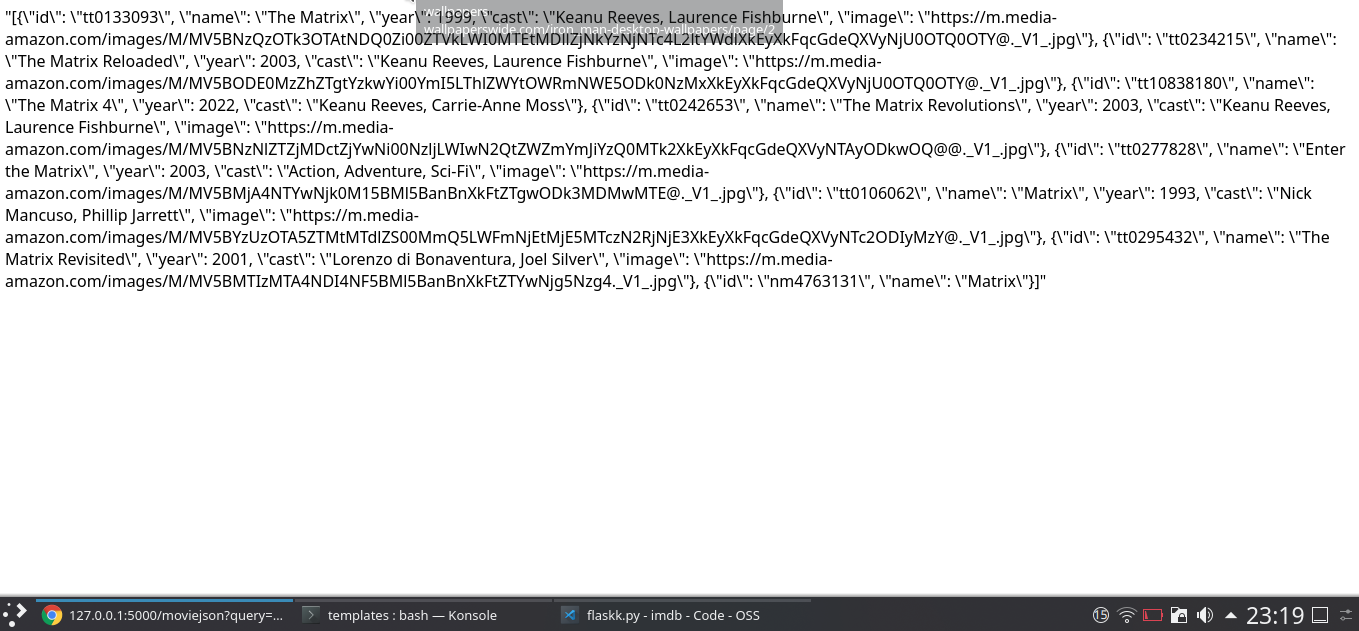 "[{\"id\": \"tt0133093\", \"name\": \"The Matrix\", \"year\": 1999, \"cast\": \"Keanu Reeves, Laurence Fishburne\", \"image\": \"https://m.media-
wallpapers
wallpaperswide.com/iron_man-desktop-wallpapers/page/2
amazon.com/images/M/MV5BNzQzOTk3OTAtNDQ0Zi00ZTVkLWI0MTEtMDllZjNkYzNjNTc4L2ltYWdlXkEyXkFqcGdeQXVyNjU0OTQ0OTY@._V1_.jpg\"}, {\"id\": \"tt0234215\", \"name\":
\"The Matrix Reloaded\", \"year\": 2003, \"cast\": \"Keanu Reeves, Laurence Fishburne\", \"image\": \"https://m.media-
amazon.com/images/M/MV5BODE0MzZhZTgtYzkwYi00YmI5LThlZWYtOWRmNWE5ODk0NzMxXkEyXkFqcGdeQXVyNjU0OTQ0OTY@._V1_.jpg\"}, {\"id\": \"tt10838180\", \"name\":
\"The Matrix 4\", \"year\": 2022, \"cast\": \"Keanu Reeves, Carrie-Anne Moss\"}, {\"id\": \"tt0242653\", \"name\": \"The Matrix Revolutions\", \"year\": 2003, \"cast\": \"Keanu Reeves,
Laurence Fishburne\", \"image\": \"https://m.media-
amazon.com/images/M/MV5BNzNlZTZjMDctZjYwNi00NzljLWIwN2QtZWZmYmJiYzQ0MTk2XkEyXkFqcGdeQXVyNTAyODkwOQ@@._V1_.jpg\"}, {\"id\": \"tt0277828\", \"name\": \"Enter
the Matrix\", \"year\": 2003, \"cast\": \"Action, Adventure, Sci-Fi\", \"image\": \"https://m.media-
amazon.com/images/M/MV5BMjA4NTYwNjk0M15BMl5BanBnXkFtZTgwODk3MDMwMTE@._V1_.jpg\"}, {\"id\": \"tt0106062\", \"name\": \"Matrix\", \"year\": 1993, \"cast\": \"Nick
Mancuso, Phillip Jarrett\", \"image\": \"https://m.media-
amazon.com/images/M/MV5BYzUzOTA5ZTMtMTdlZS00MmQ5LWFmNjEtMjE5MTczN2RjNjE3XkEyXkFqcGdeQXVyNTc2ODIyMzY@._V1_.jpg\"}, {\"id\": \"tt0295432\", \"name\": \"The
Matrix Revisited\", \"year\": 2001, \"cast\": \"Lorenzo di Bonaventura, Joel Silver\", \"image\": \"https://m.media-
amazon.com/images/M/MV5BMTIzMTA4NDI4NF5BMl5BanBnXkFtZTYwNjg5Nzg4._V1_.jpg\"}, {\"id\": \"nm4763131\", \"name\": \"Matrix\"}]"
127.0.0.1:5000/moviejson?query=...
templates : bash — Konsole
flaskk.py - imdb - Code - OSS
15
23:19